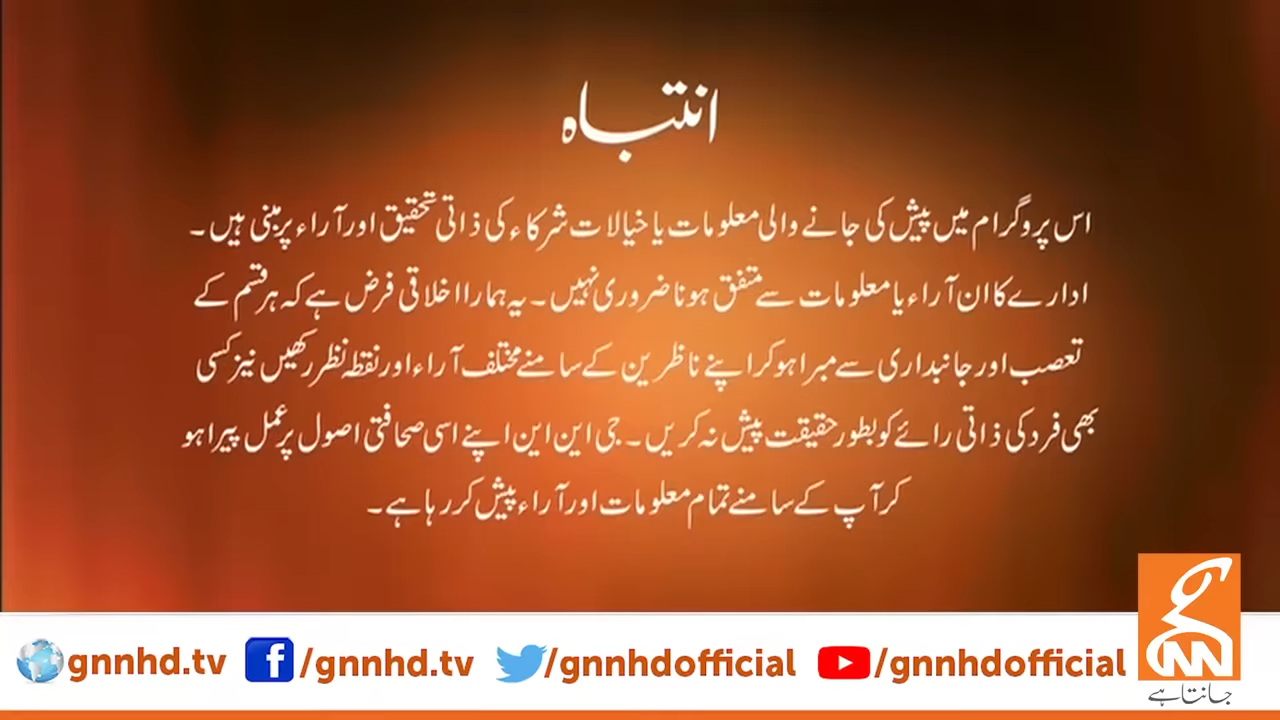 انتباہ
اس پروگرام میں پیش کی جانے والی معلومات یا خیالات شرکاء کی ذاتی تحقیق اور آراء پر مبنی ہیں۔
ادارے کا ان آراء یا معلومات سے متفق ہونا ضروری نہیں۔ یہ ہمارا اخلاقی فرض ہے کہ ہر قسم کے
تعصب اور جانبداری سے مبرا ہو کر اپنے ناظرین کے سامنے مختلف آراء اور نقطہ نظر رکھیں نیز کسی
بھی فرد کی ذاتی رائے کو بطور حقیقت پیش نہ کریں۔ جی این این اپنے اسی صحافتی اصول پر عمل پیرا ہو
کر آپ کے سامنے تمام معلومات اور آراء پیش کر رہا ہے۔
gnnhd.tv /gnnhd.tv /gnnhdofficial /gnnhdofficial
GNN
جانتا ہے